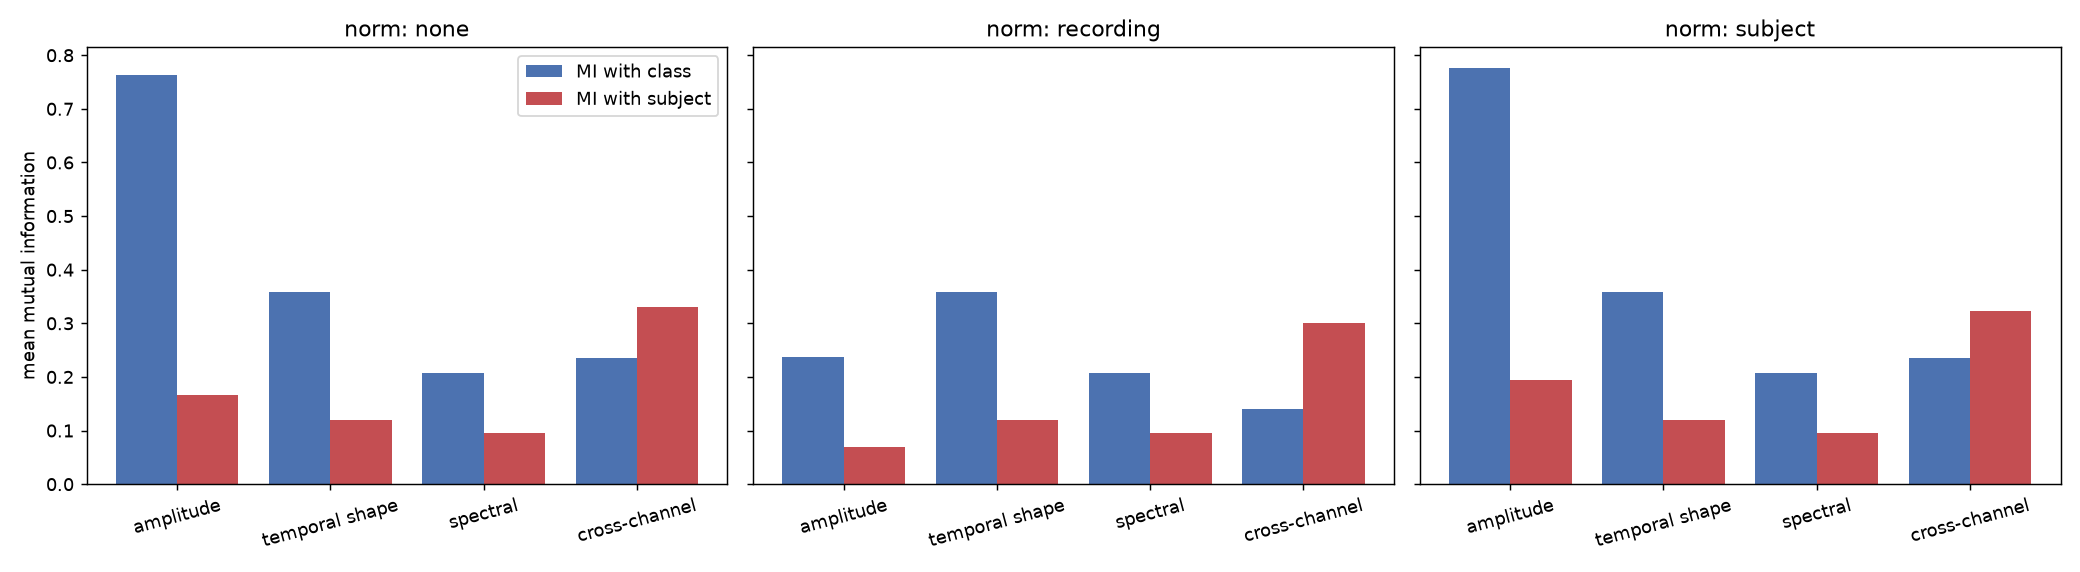 norm: none
norm: recording
norm: subject
mean mutual information
0.8
0.7
0.6
0.5
0.4
0.3
0.2
0.1
0.0
MI with class
MI with subject
amplitude
temporal shape
spectral
cross-channel
amplitude
temporal shape
spectral
cross-channel
amplitude
temporal shape
spectral
cross-channel